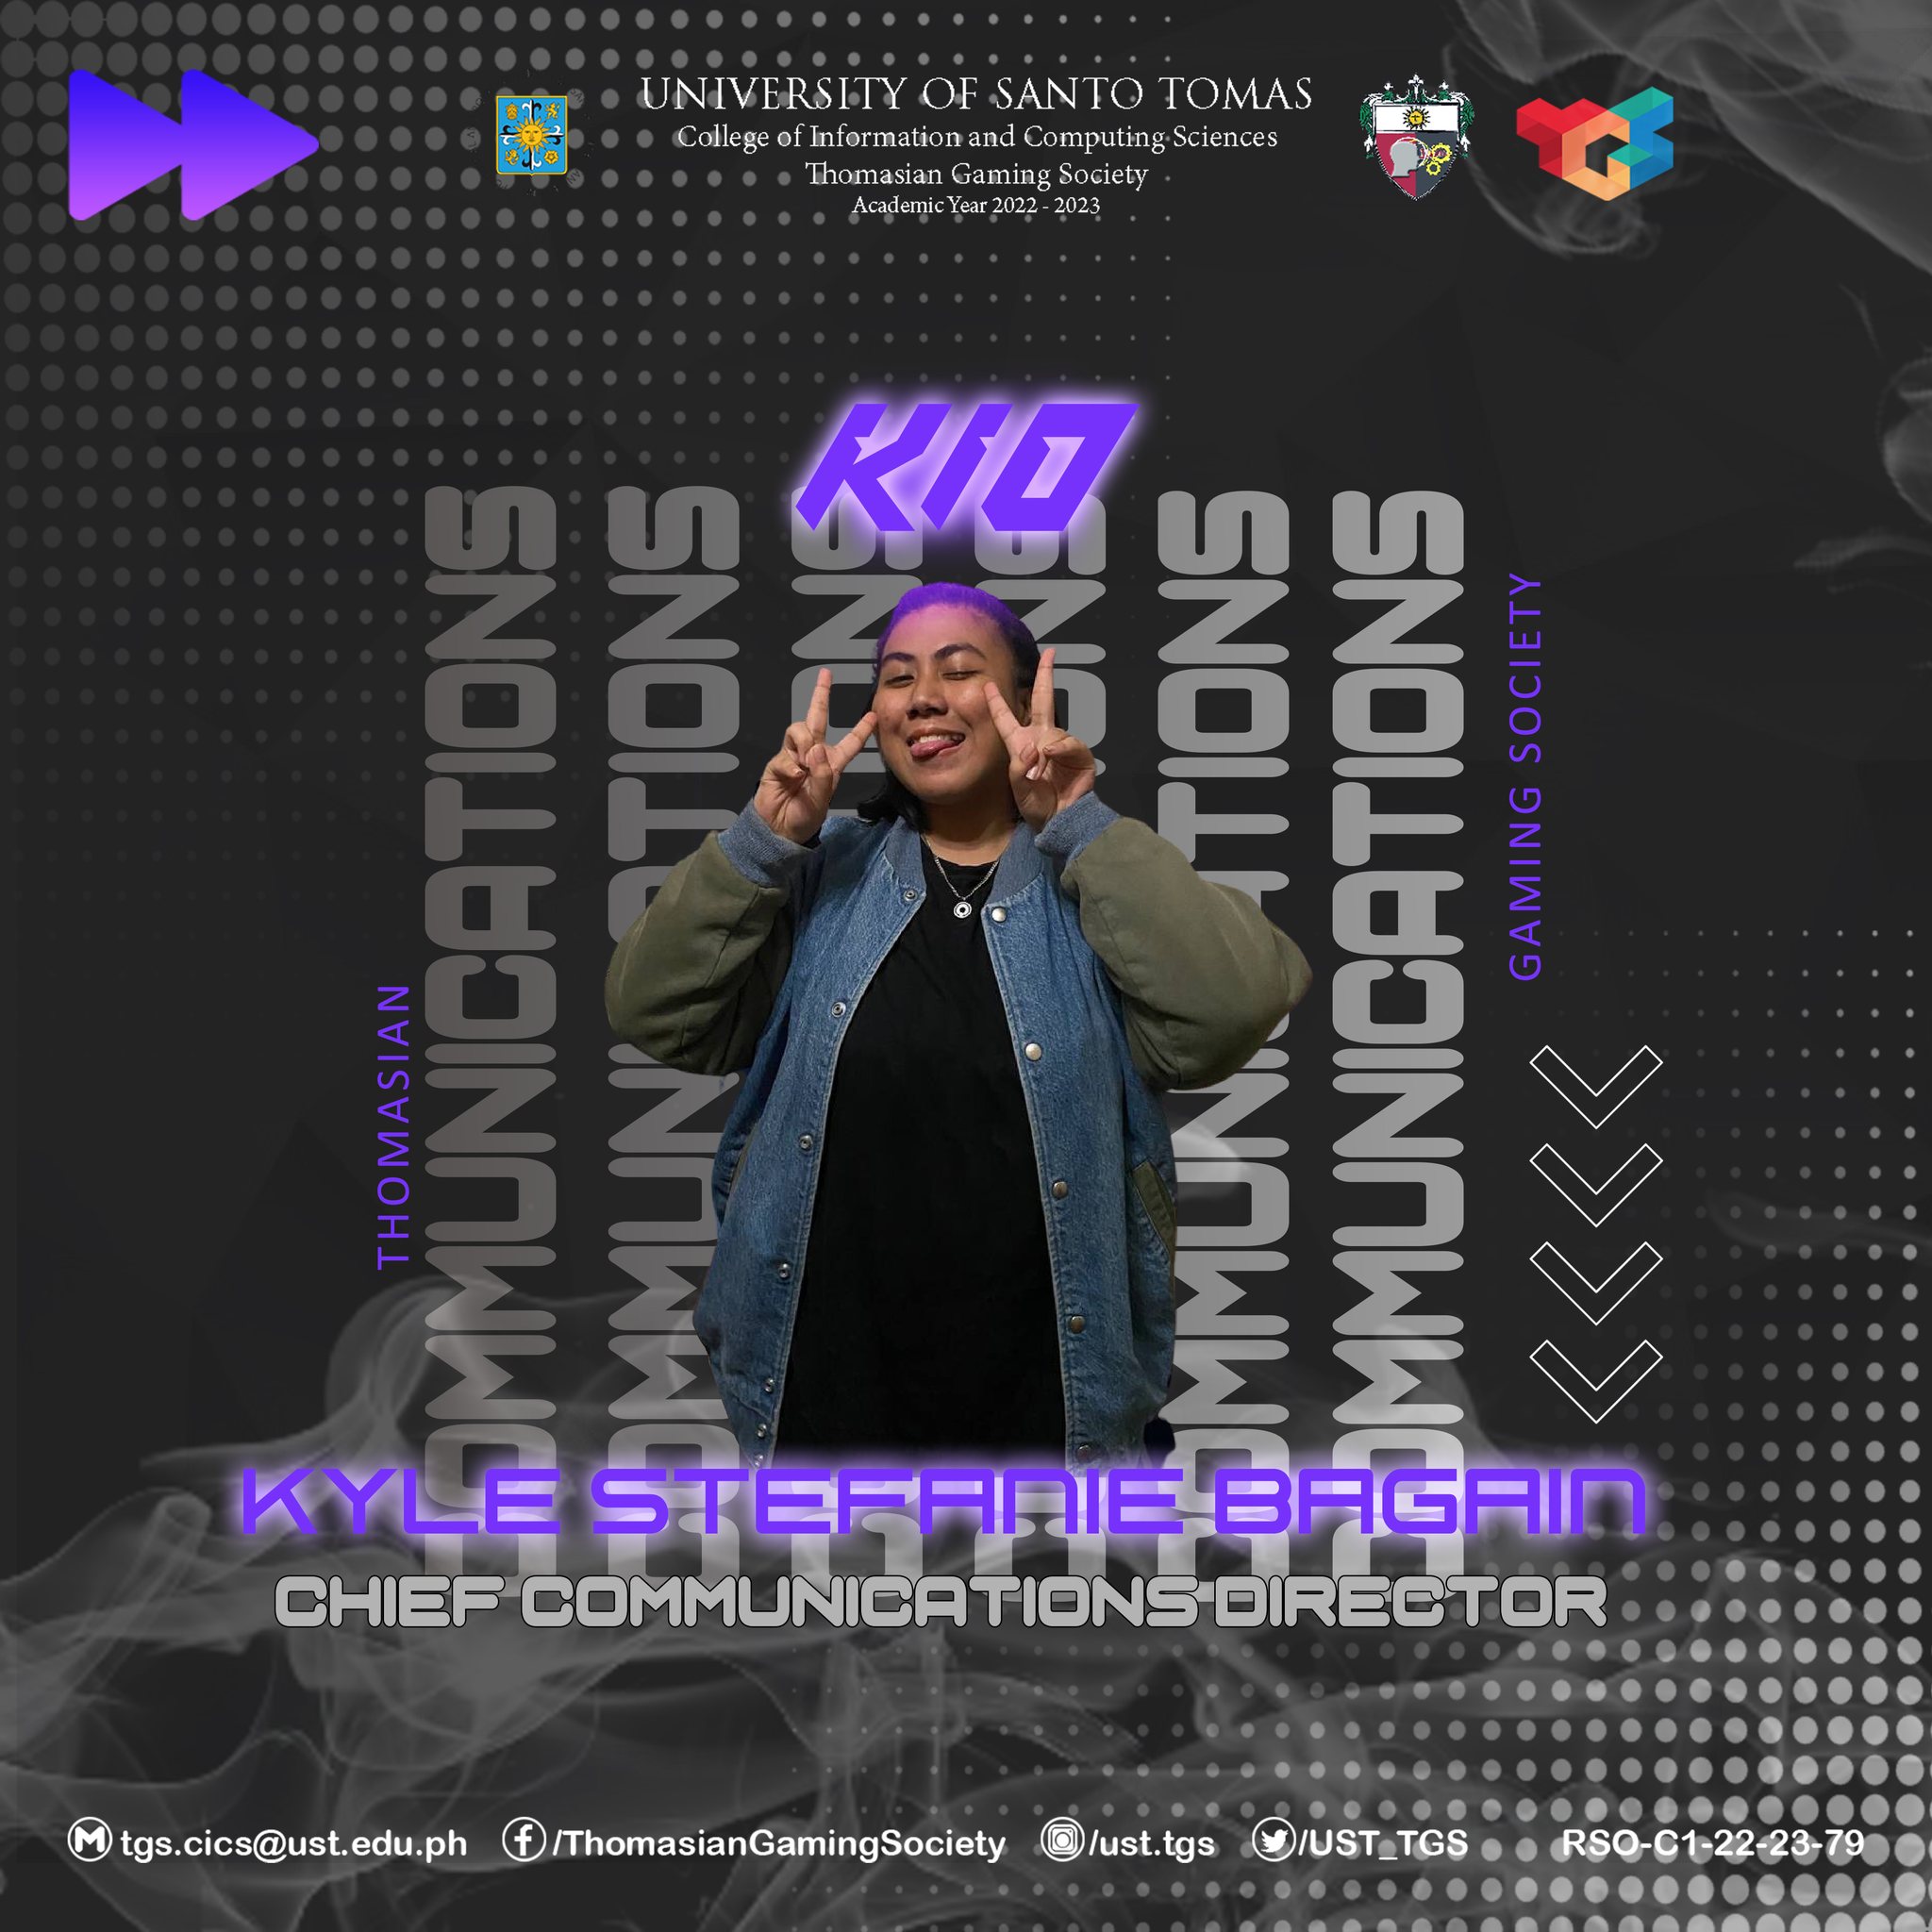 UNIVERSITY OF SANTO TOMAS
College of Information and Computing Sciences
Thomasian Gaming Society
Academic Year 2022 - 2023
TGS
KIO
COMMUNICATIONS
COMMUNICATIONS
COMMUNICATIONS
COMMUNICATIONS
COMMUNICATIONS
COMMUNICATIONS
THOMASIAN
GAMING SOCIETY
KYLE STEFANIE BAGAIN
CHIEF COMMUNICATIONS DIRECTOR
tgs.cics@ust.edu.ph
/ThomasianGamingSociety
/ust.tgs
/UST_TGS
RSO-C1-22-23-79